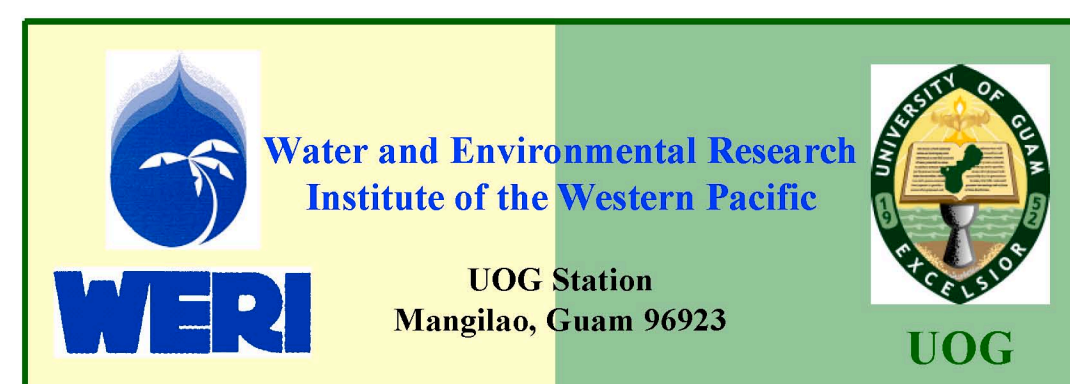 Water and Environmental Research
Institute of the Western Pacific
UOG Station
Mangilao, Guam 96923
WERI
UNIVERSITY OF GUAM
19 52
EXCELSIOR
UOG